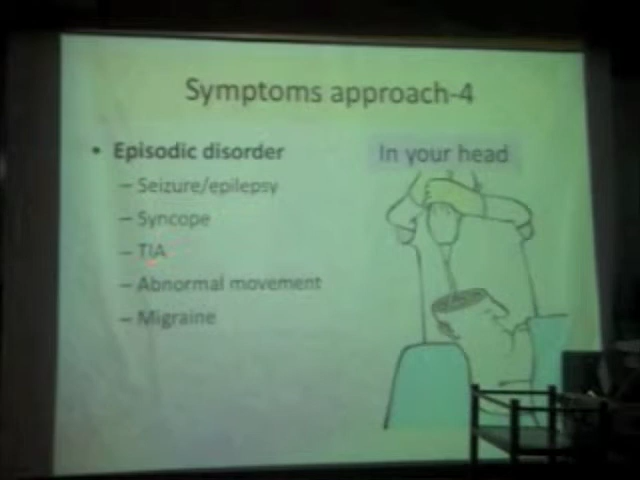 Symptoms approach-4
• Episodic disorder
– Seizure/epilepsy
– Syncope
– TIA
– Abnormal movement
– Migraine
In your head